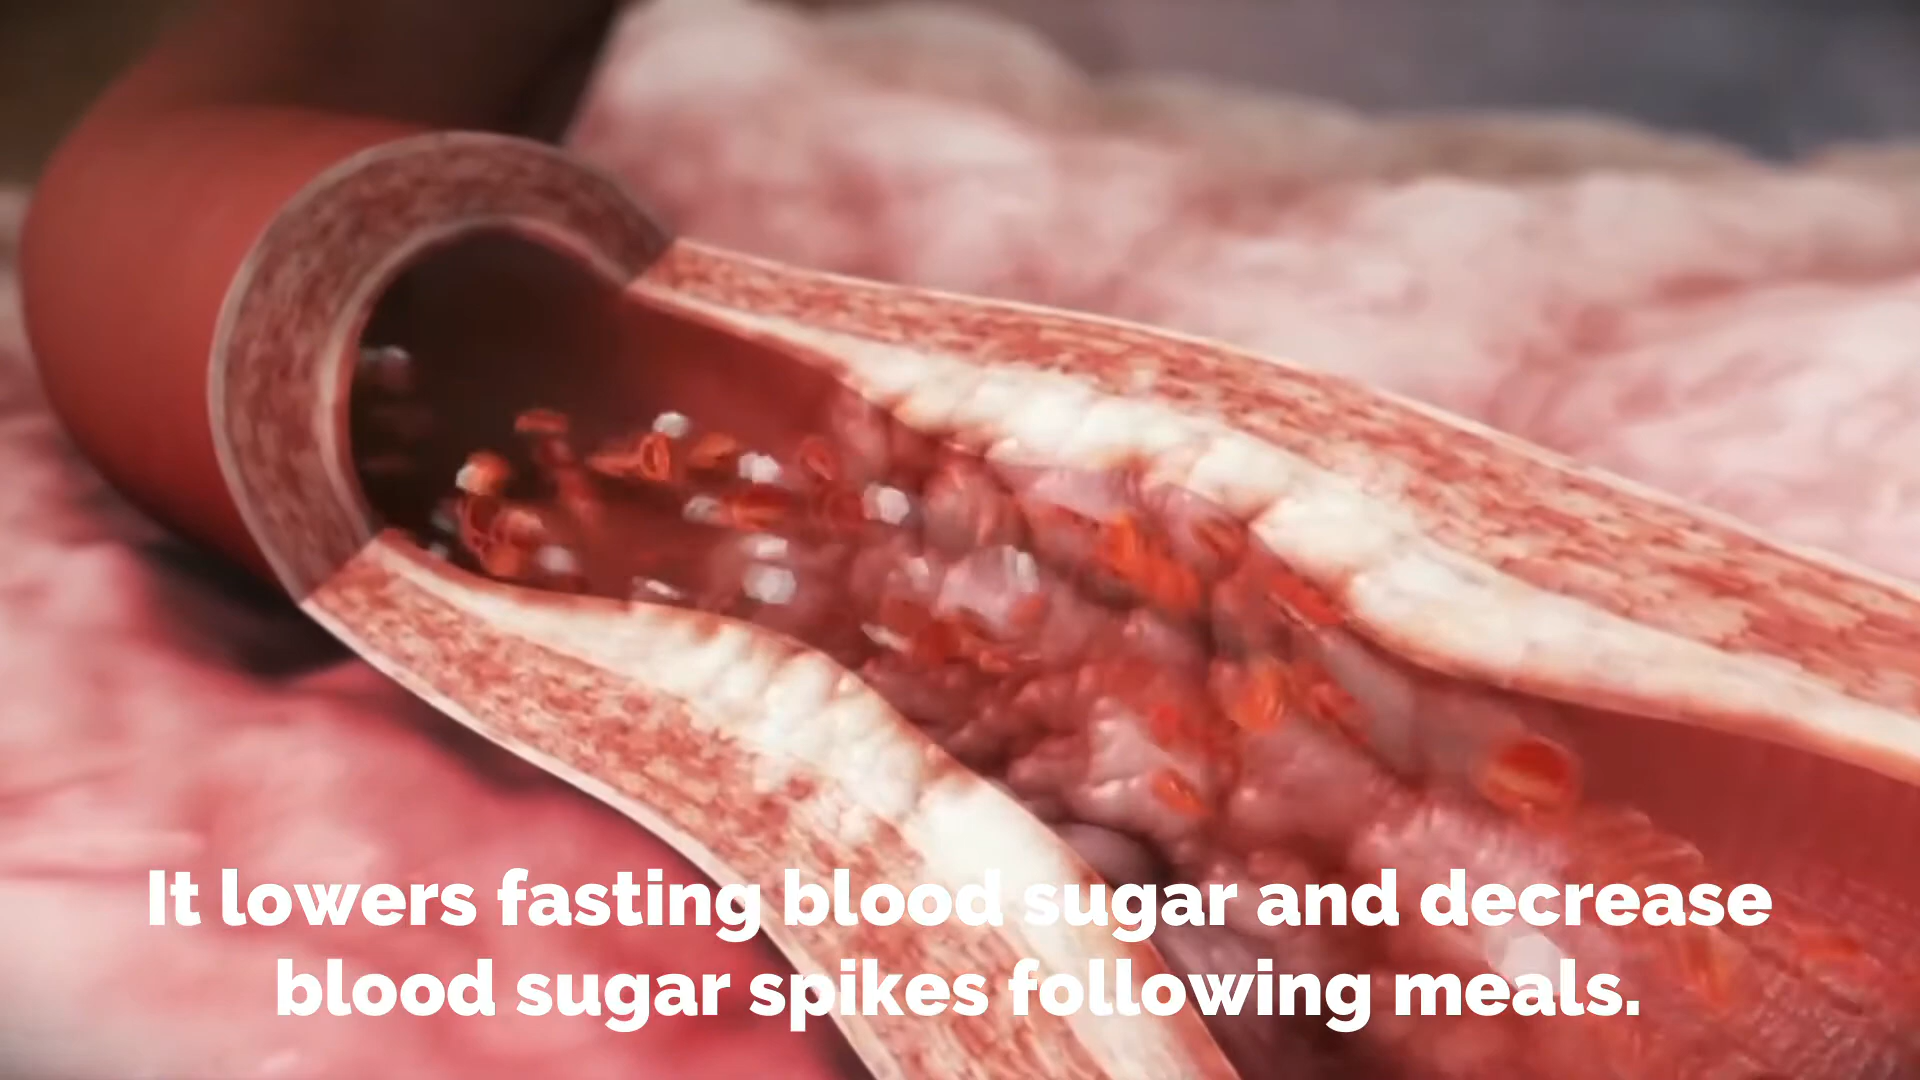 It lowers fasting blood sugar and decrease
blood sugar spikes following meals.